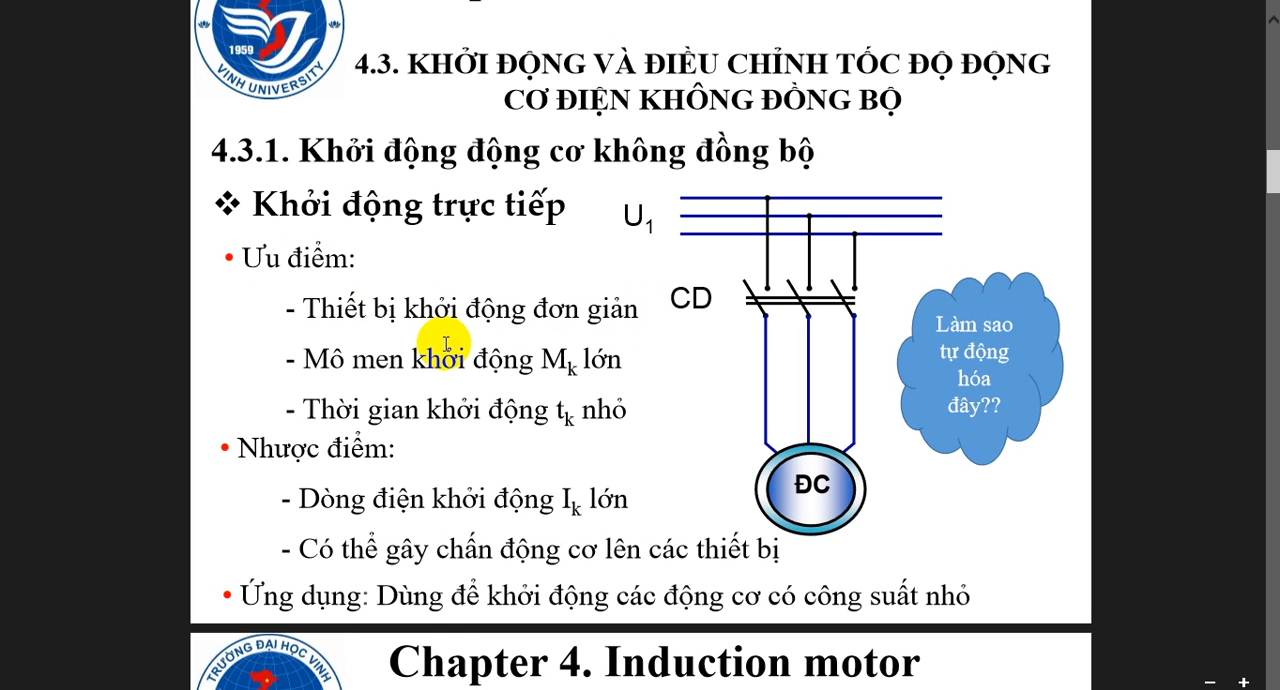 1959
VINH UNIVERSITY
4.3. KHỞI ĐỘNG VÀ ĐIỀU CHỈNH TỐC ĐỘ ĐỘNG
CƠ ĐIỆN KHÔNG ĐỒNG BỘ
4.3.1. Khởi động động cơ không đồng bộ
❖ Khởi động trực tiếp
U1
• Ưu điểm:
- Thiết bị khởi động đơn giản
CD
Làm sao
tự động
hóa
đây??
- Mô men khởi động Mk lớn
- Thời gian khởi động tk nhỏ
• Nhược điểm:
ĐC
- Dòng điện khởi động Ik lớn
- Có thể gây chấn động cơ lên các thiết bị
• Ứng dụng: Dùng để khởi động các động cơ có công suất nhỏ
TRƯỜNG ĐẠI HỌC VINH
Chapter 4. Induction motor